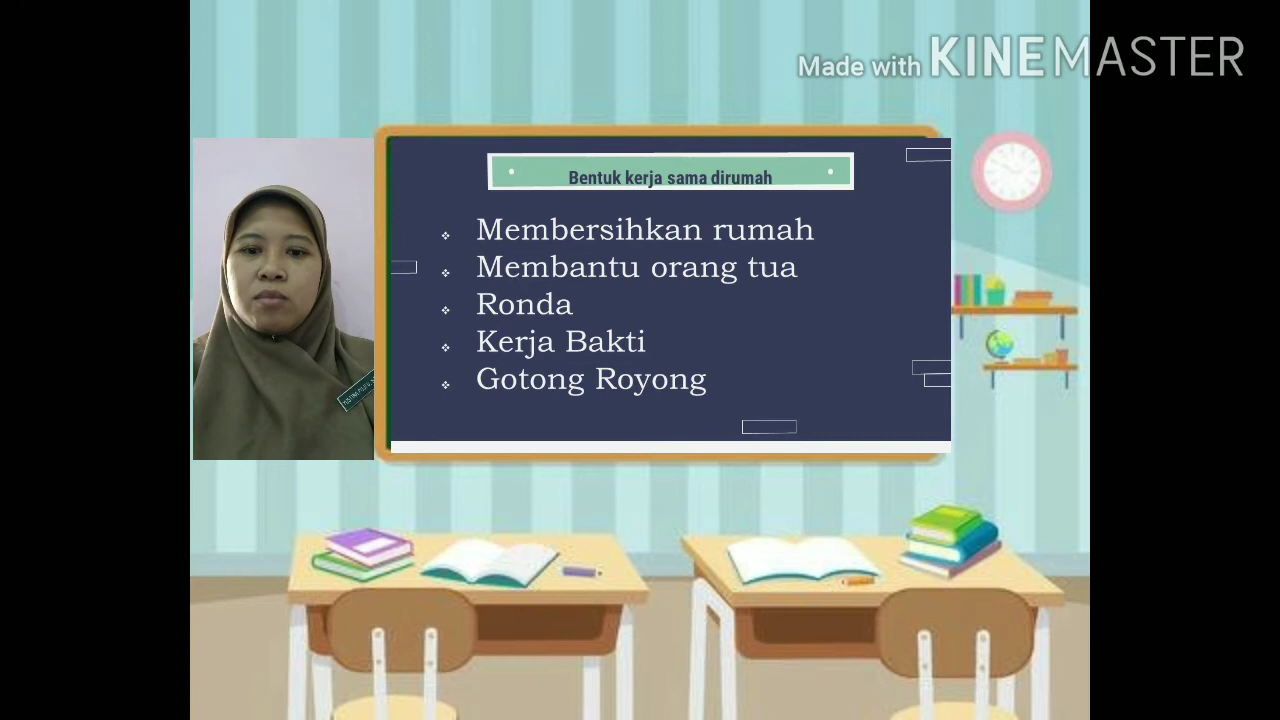 Made with KINEMASTER
Bentuk kerja sama dirumah
Membersihkan rumah
Membantu orang tua
Ronda
Kerja Bakti
Gotong Royong